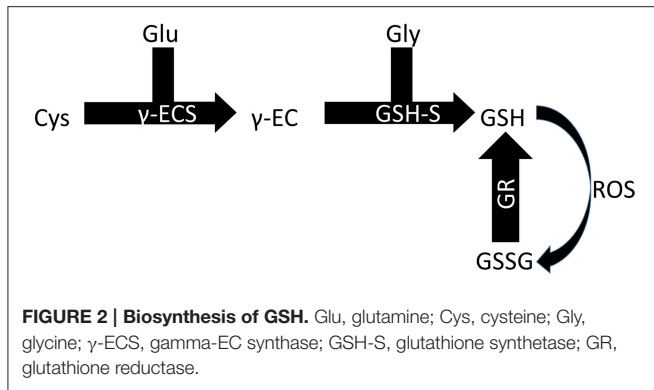 Glu
Gly
Cys
γ-ECS
γ-EC
GSH-S
GSH
GR
ROS
GSSG
FIGURE 2 | Biosynthesis of GSH. Glu, glutamine; Cys, cysteine; Gly,
glycine; γ-ECS, gamma-EC synthase; GSH-S, glutathione synthetase; GR,
glutathione reductase.